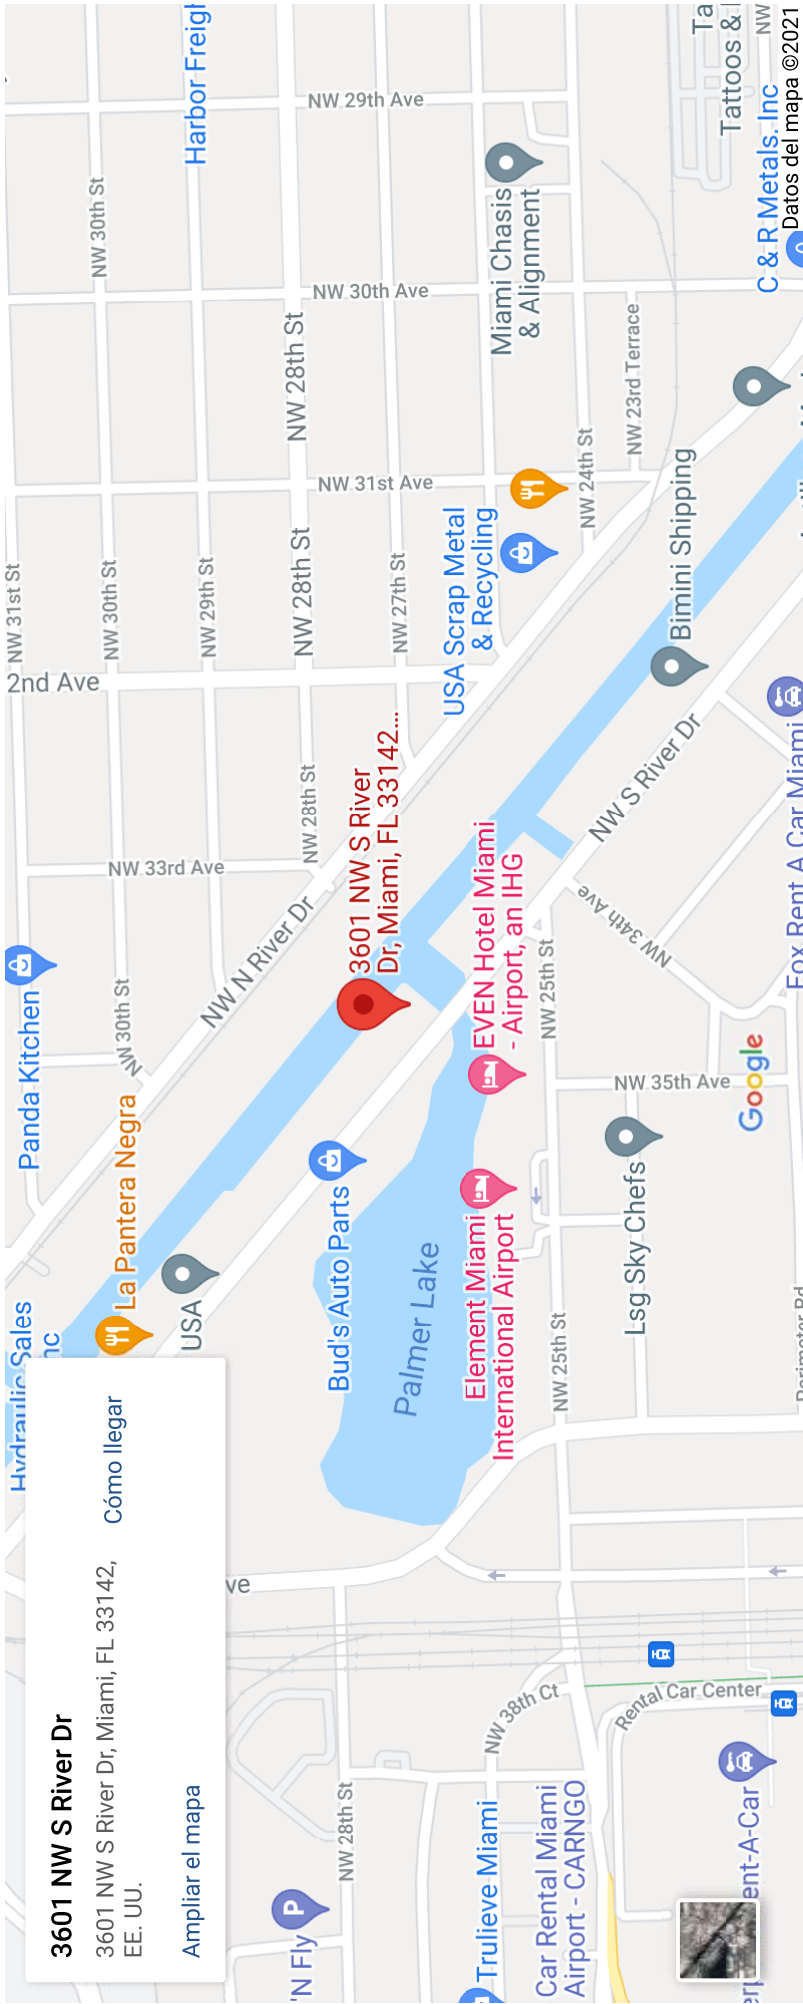 3601 NW S River Dr
3601 NW S River Dr, Miami, FL 33142,
EE. UU.
Cómo llegar
Ampliar el mapa
Hydraulic Sales
La Pantera Negra
USA
Panda Kitchen
NW 31st St
NW 30th St
NW 30th St
NW 30th St
NW 29th St
NW 28th St
NW 28th St
NW 28th St
NW 28th St
NW 27th St
2nd Ave
NW 33rd Ave
NW 31st Ave
NW 30th Ave
NW 29th Ave
NW N River Dr
3601 NW S River
Dr, Miami, FL 33142...
Bud's Auto Parts
Palmer Lake
EVEN Hotel Miami
- Airport, an IHG
Element Miami
International Airport
USA Scrap Metal
& Recycling
Miami Chasis
& Alignment
NW 24th St
NW 23rd Terrace
Bimini Shipping
NW S River Dr
NW 34th Ave
NW 25th St
NW 25th St
NW 35th Ave
Lsg Sky Chefs
NW 38th Ct
Rental Car Center
'N Fly
P
Trulieve Miami
Car Rental Miami
Airport - CARNGO
ent-A-Car
Fox Rent A Car Miami
C & R Metals, Inc
Tattoos &
Ta
NW
Google
Datos del mapa ©2021